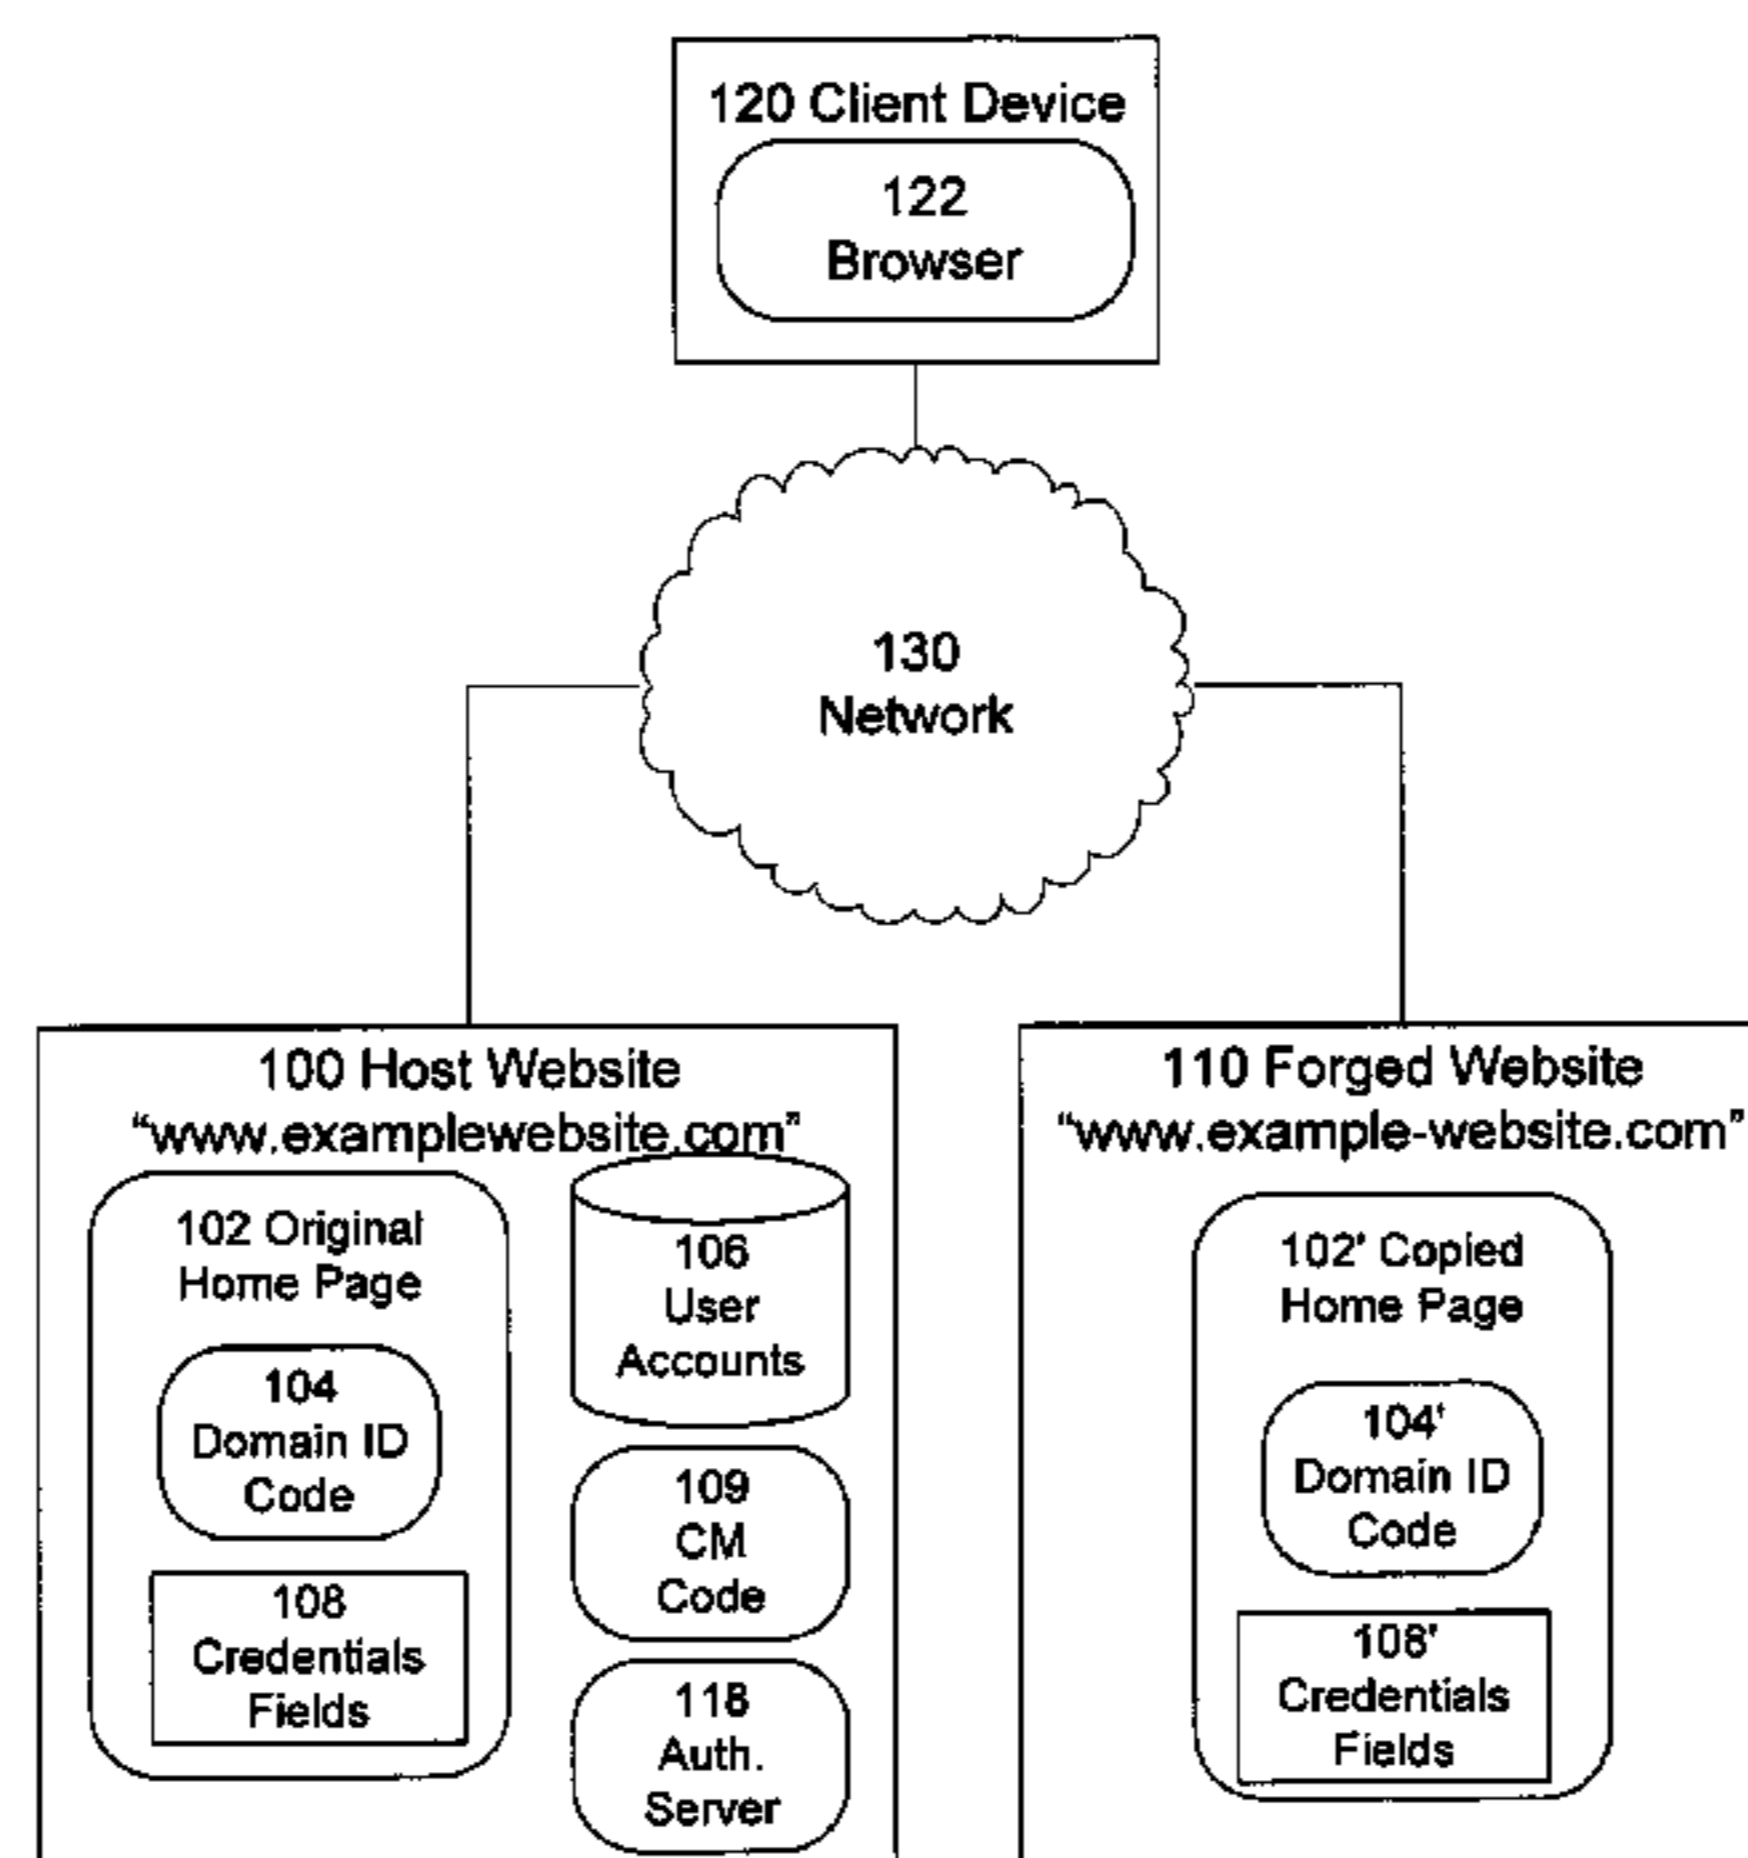 120 Client Device
122
Browser
130
Network
100 Host Website
“www.examplewebsite.com”
102 Original
Home Page
104
Domain ID
Code
108
Credentials
Fields
106
User
Accounts
109
CM
Code
118
Auth.
Server
110 Forged Website
“www.example-website.com”
102' Copied
Home Page
104'
Domain ID
Code
108'
Credentials
Fields